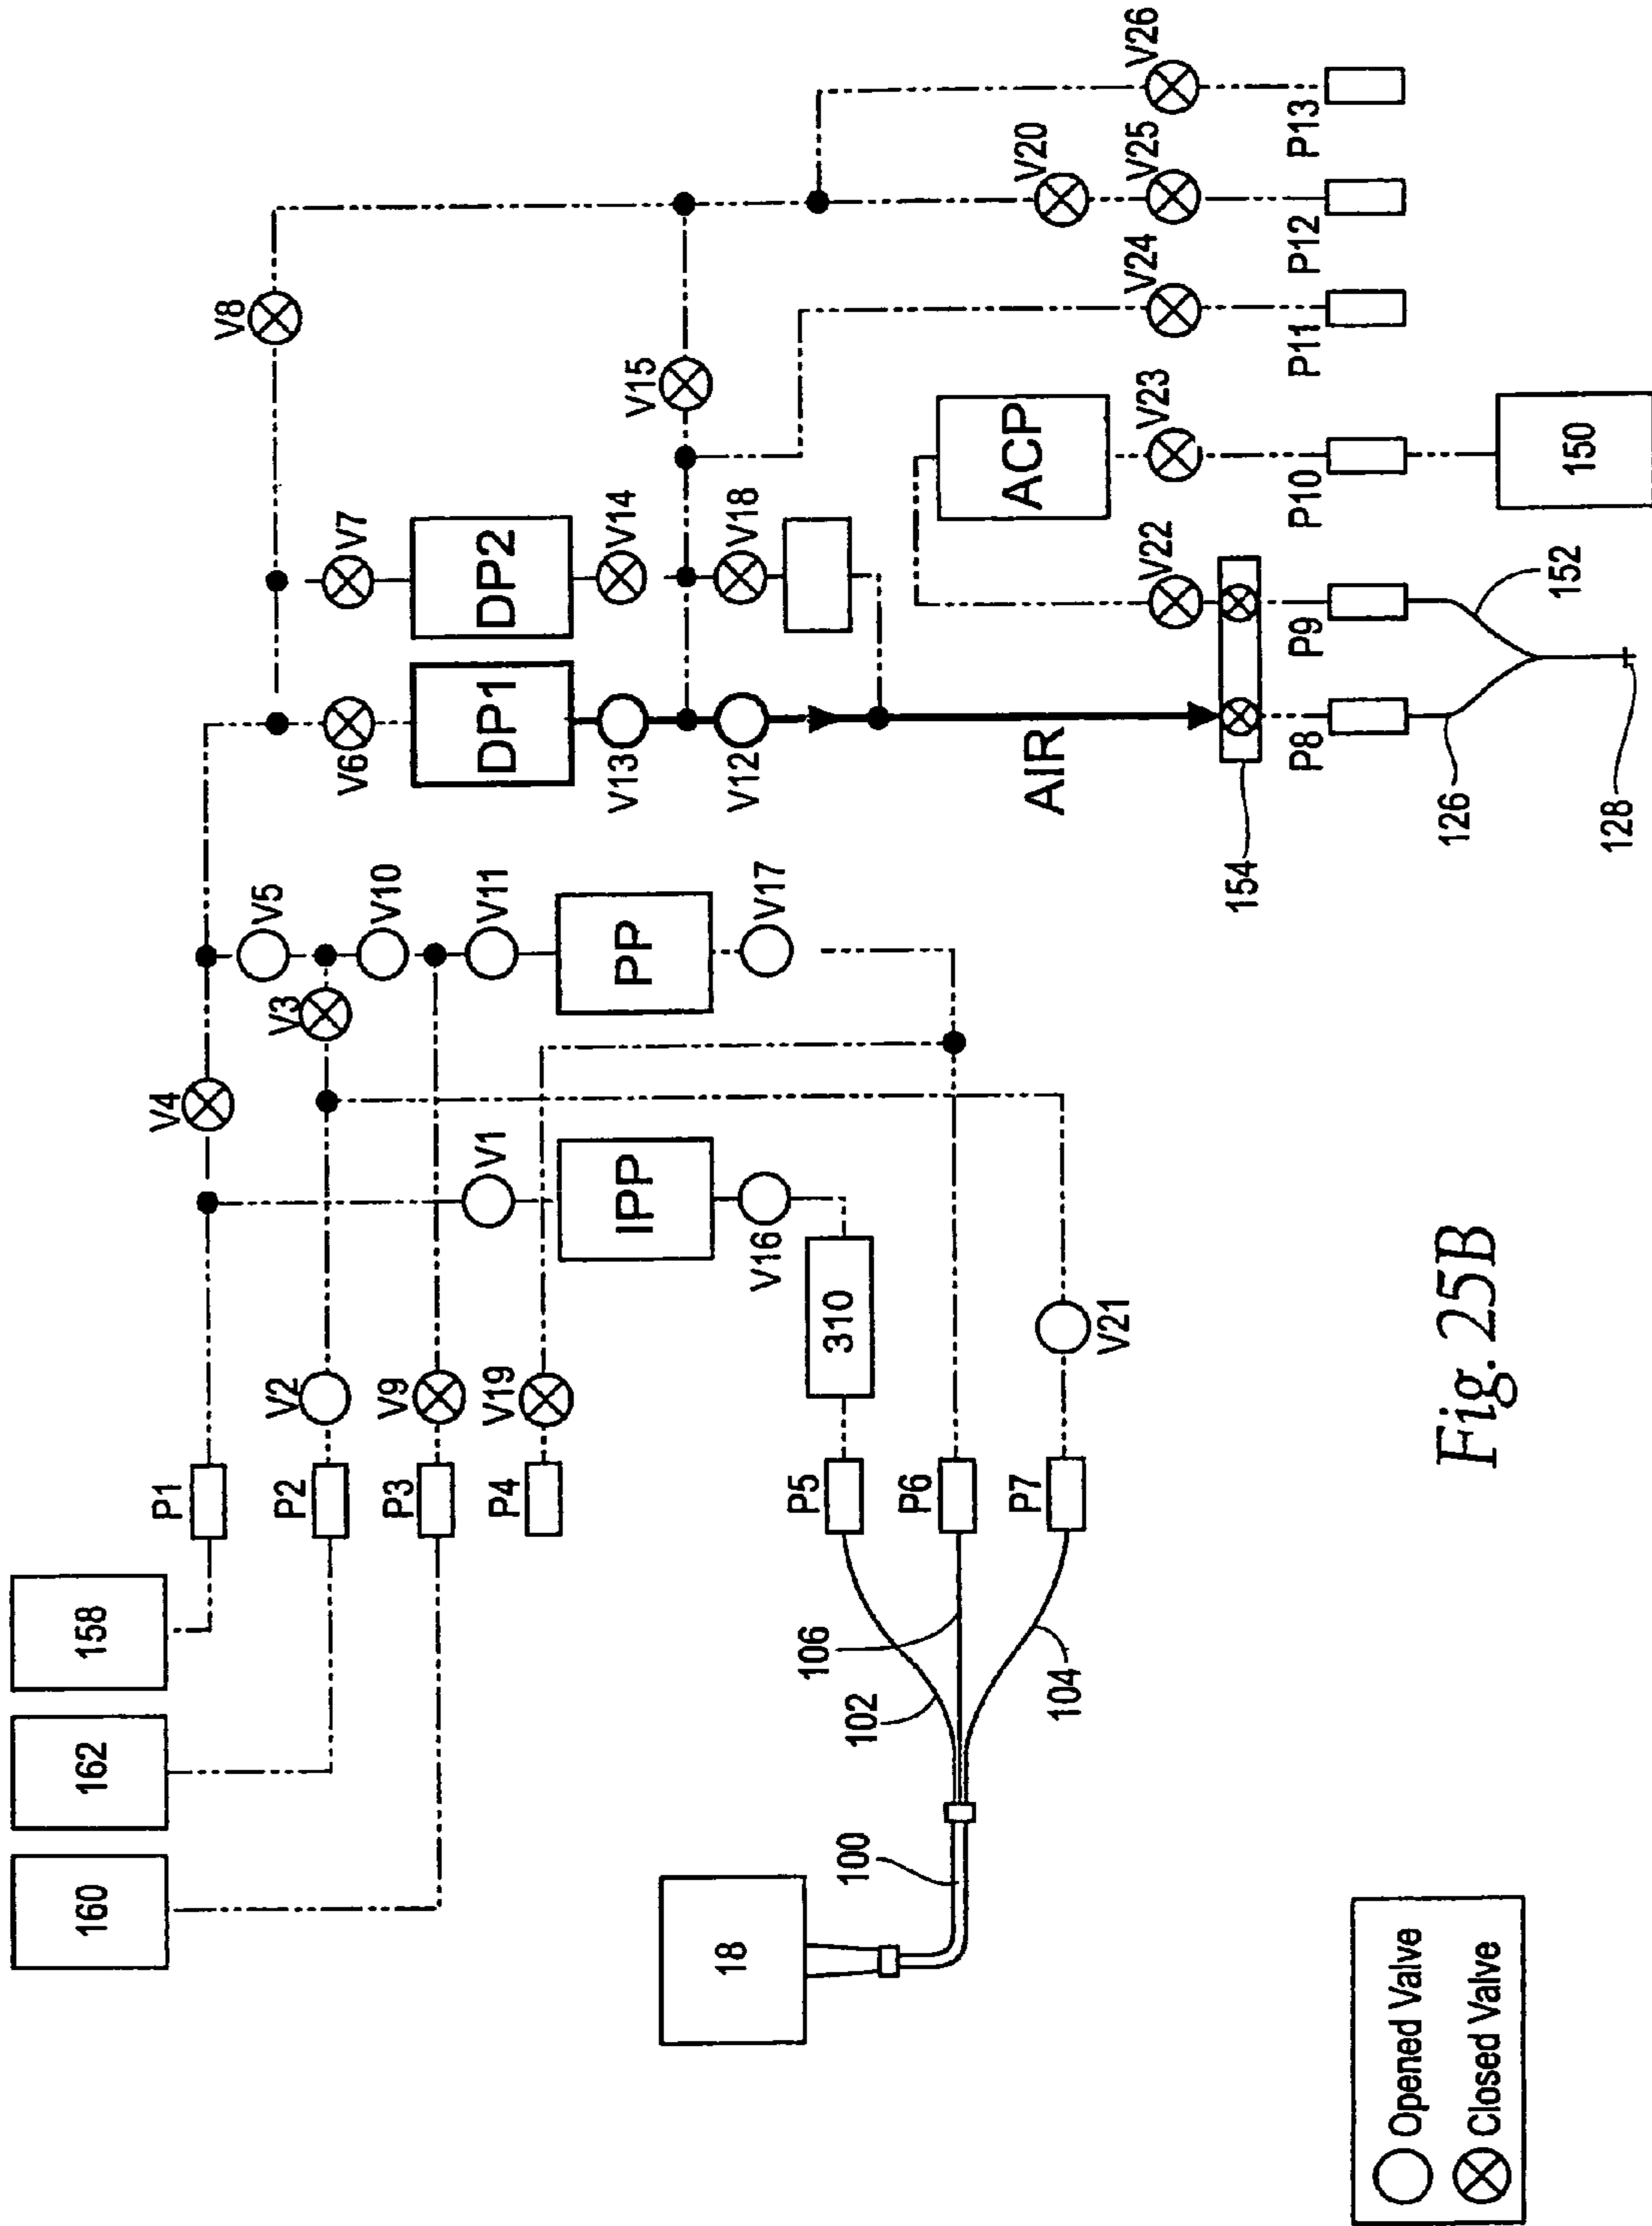 160
162
158
P1
P2
P3
P4
V2
V9
V19
V4
V3
V5
V10
V11
PP
V17
V1
IPP
V16
310
P5
P6
P7
V21
102
106
104
100
18
V8
V6
V7
DP1
DP2
V13
V14
V12
V18
V15
AIR
ACP
V22
V23
V24
V20
V25
V26
154
P8
P9
P10
P11
P12
P13
126
152
128
150
Opened Valve
Closed Valve
Fig. 25B